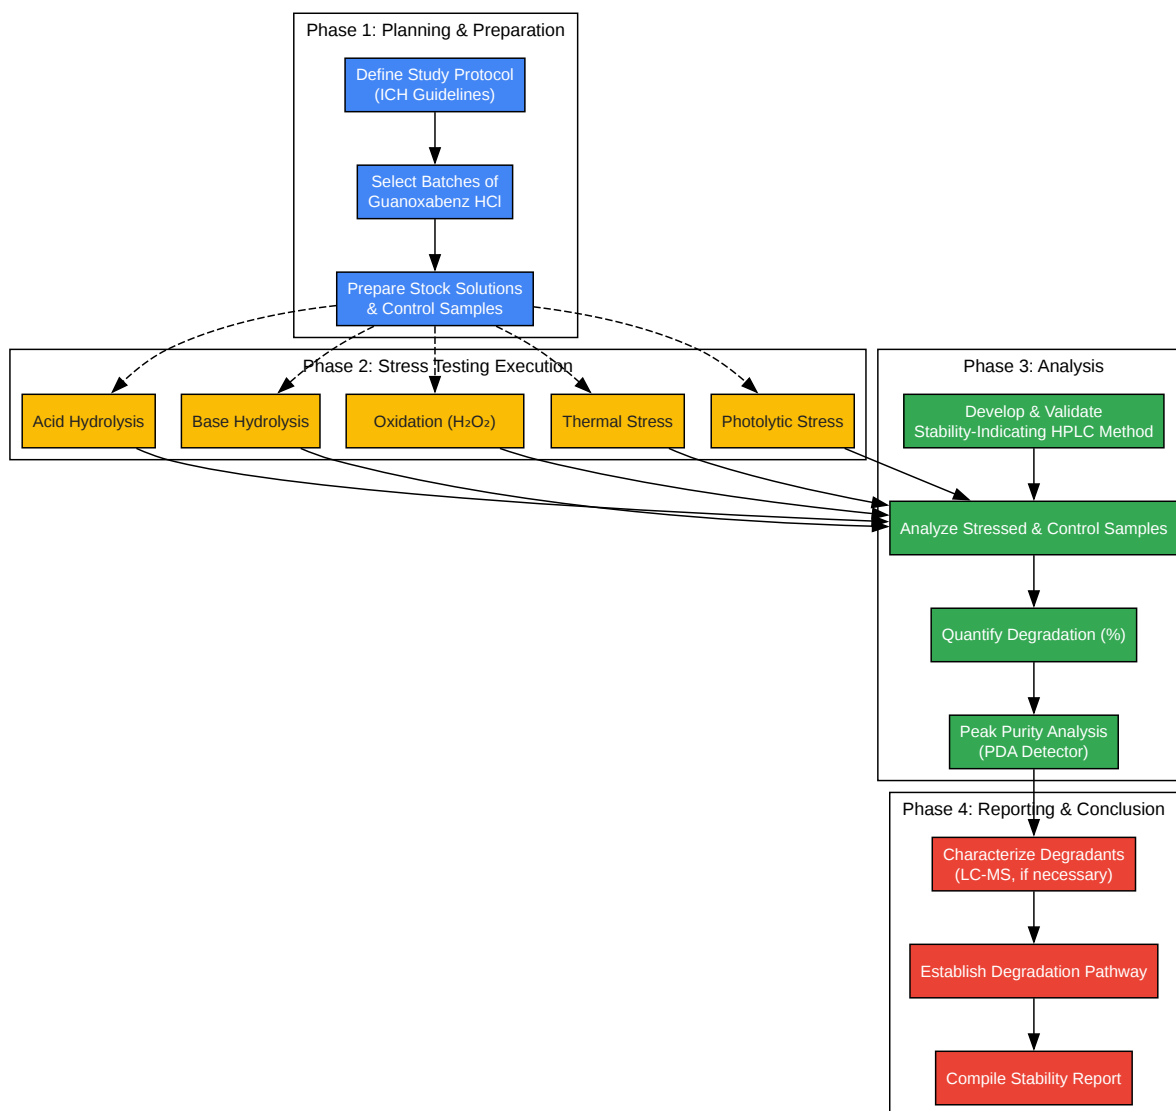 Phase 1: Planning & Preparation
Define Study Protocol
(ICH Guidelines)
Select Batches of
Guanoxabenz HCl
Prepare Stock Solutions
& Control Samples
Phase 2: Stress Testing Execution
Acid Hydrolysis
Base Hydrolysis
Oxidation (H₂O₂)
Thermal Stress
Photolytic Stress
Phase 3: Analysis
Develop & Validate
Stability-Indicating HPLC Method
Analyze Stressed & Control Samples
Quantify Degradation (%)
Peak Purity Analysis
(PDA Detector)
Phase 4: Reporting & Conclusion
Characterize Degradants
(LC-MS, if necessary)
Establish Degradation Pathway
Compile Stability Report